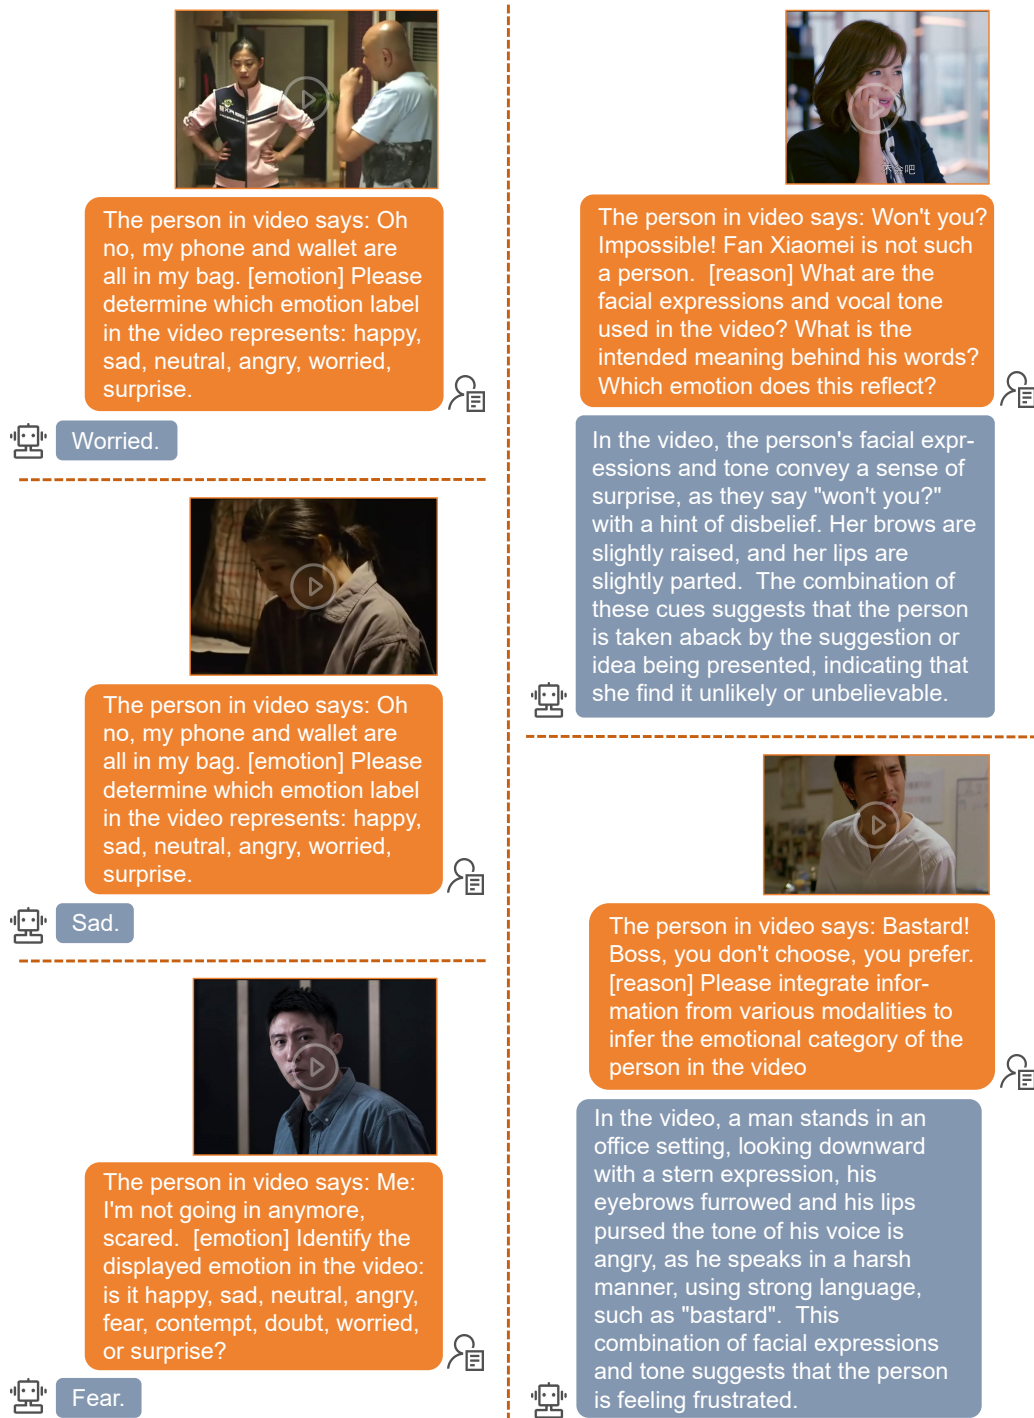 The person in video says: Oh
no, my phone and wallet are
all in my bag. [emotion] Please
determine which emotion label
in the video represents: happy,
sad, neutral, angry, worried,
surprise.
Worried.
The person in video says: Oh
no, my phone and wallet are
all in my bag. [emotion] Please
determine which emotion label
in the video represents: happy,
sad, neutral, angry, worried,
surprise.
Sad.
The person in video says: Me:
I'm not going in anymore,
scared.  [emotion] Identify the
displayed emotion in the video:
is it happy, sad, neutral, angry,
fear, contempt, doubt, worried,
or surprise?
Fear.
不会吧
The person in video says: Won't you?
Impossible! Fan Xiaomei is not such
a person.  [reason] What are the
facial expressions and vocal tone
used in the video? What is the
intended meaning behind his words?
Which emotion does this reflect?
In the video, the person's facial expr-
essions and tone convey a sense of
surprise, as they say "won't you?"
with a hint of disbelief. Her brows are
slightly raised, and her lips are
slightly parted.  The combination of
these cues suggests that the person
is taken aback by the suggestion or
idea being presented, indicating that
she find it unlikely or unbelievable.
The person in video says: Bastard!
Boss, you don't choose, you prefer.
[reason] Please integrate infor-
mation from various modalities to
infer the emotional category of the
person in the video
In the video, a man stands in an
office setting, looking downward
with a stern expression, his
eyebrows furrowed and his lips
pursed the tone of his voice is
angry, as he speaks in a harsh
manner, using strong language,
such as "bastard".  This
combination of facial expressions
and tone suggests that the person
is feeling frustrated.